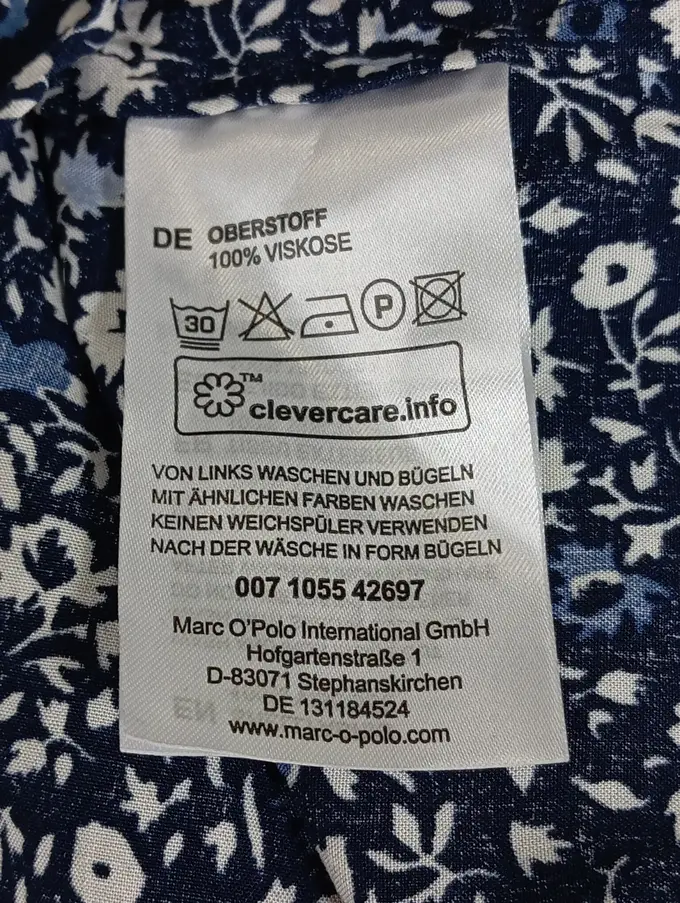 DE OBERSTOFF
100% VISKOSE
30 P
™
clevercare.info
VON LINKS WASCHEN UND BÜGELN
MIT ÄHNLICHEN FARBEN WASCHEN
KEINEN WEICHSPÜLER VERWENDEN
NACH DER WÄSCHE IN FORM BÜGELN
007 1055 42697
Marc O'Polo International GmbH
Hofgartenstraße 1
D-83071 Stephanskirchen
DE 131184524
www.marc-o-polo.com